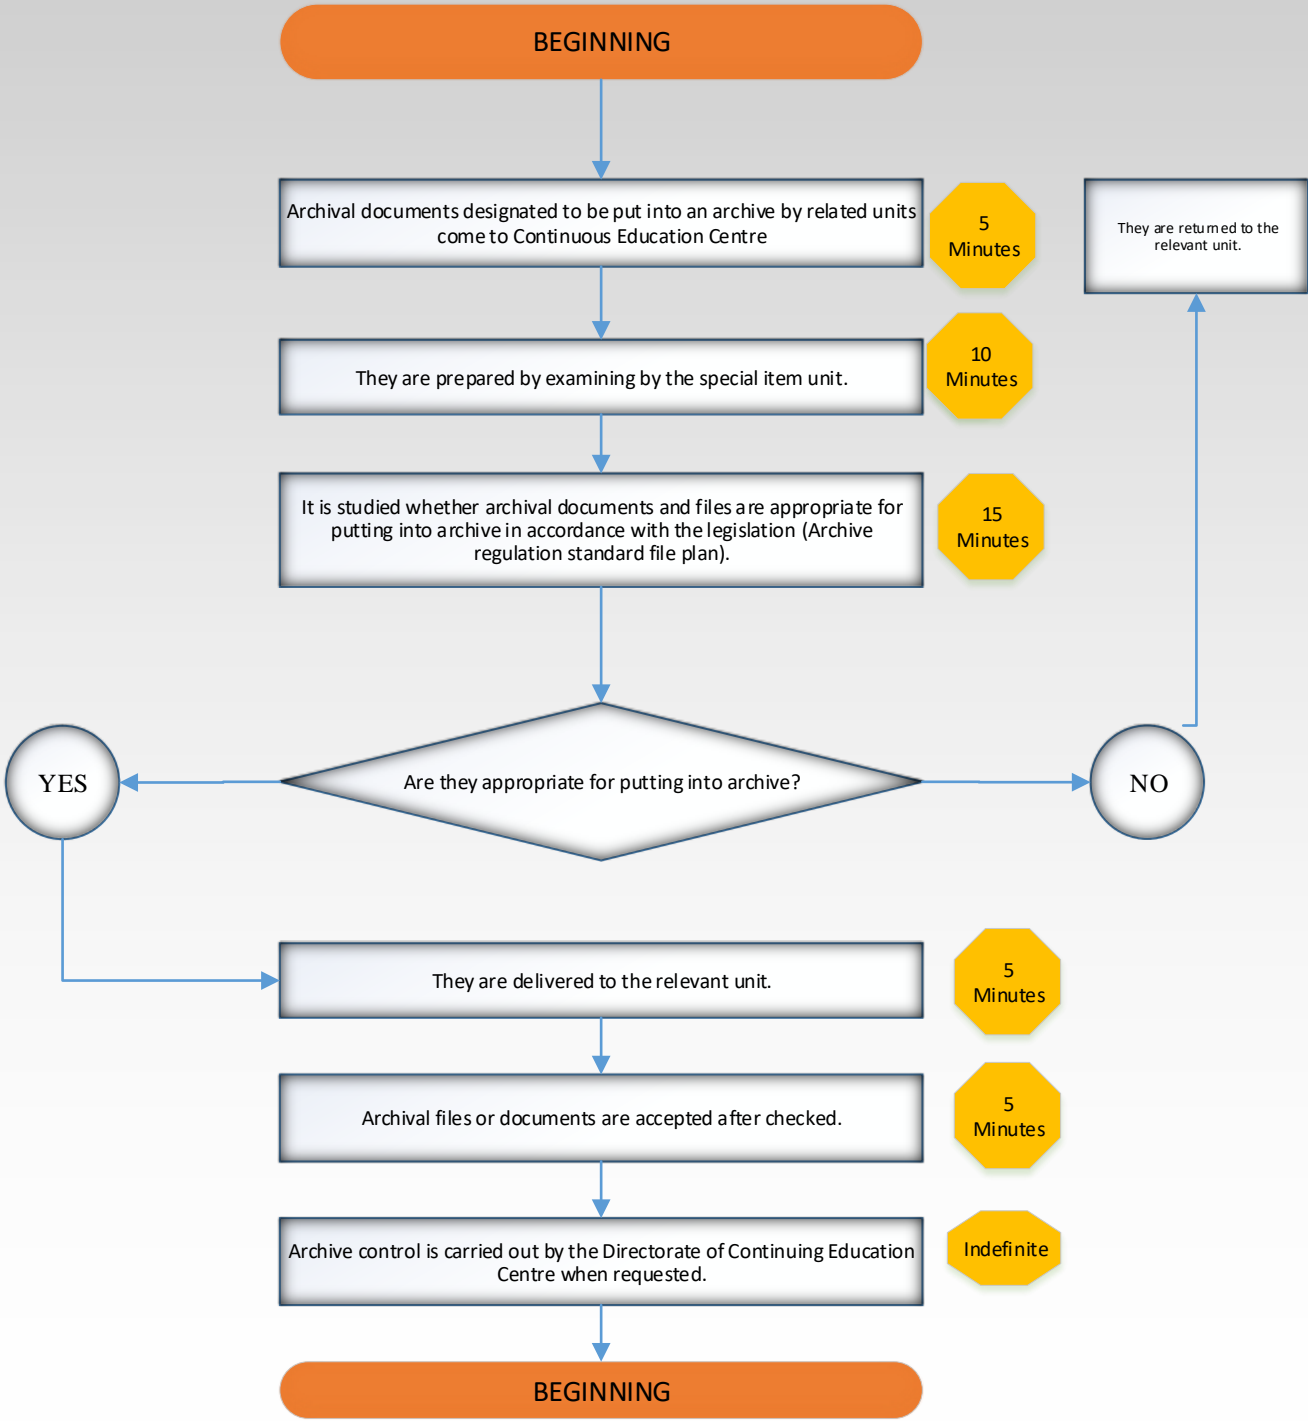 BEGINNING
Archival documents designated to be put into an archive by related units
come to Continuous Education Centre
5
Minutes
They are returned to the
relevant unit.
They are prepared by examining by the special item unit.
10
Minutes
It is studied whether archival documents and files are appropriate for
putting into archive in accordance with the legislation (Archive
regulation standard file plan).
15
Minutes
YES
Are they appropriate for putting into archive?
NO
They are delivered to the relevant unit.
5
Minutes
Archival files or documents are accepted after checked.
5
Minutes
Archive control is carried out by the Directorate of Continuing Education
Centre when requested.
Indefinite
BEGINNING